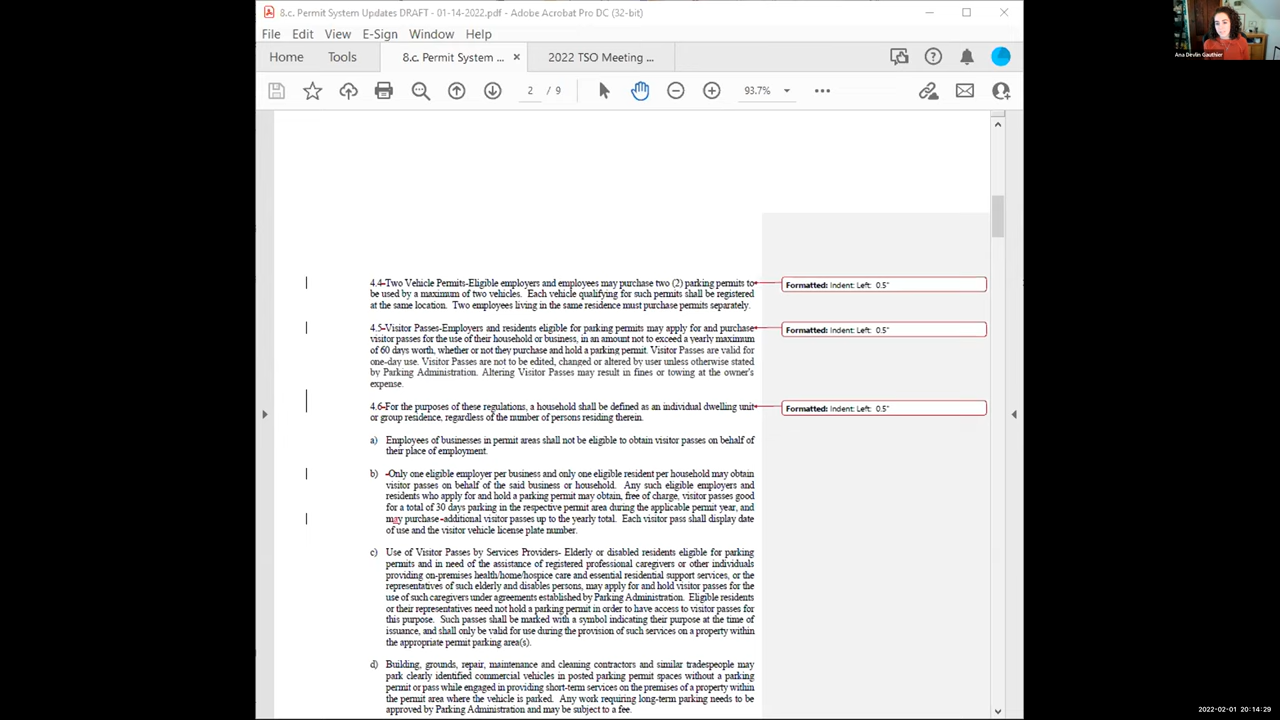 8.c. Permit System Updates DRAFT - 01-14-2022.pdf - Adobe Acrobat Pro DC (32-bit)
File Edit View E-Sign Window Help
Home Tools 8.c. Permit System ... × 2022 TSO Meeting ...
2 / 9 93.7%
4.4-Two Vehicle Permits-Eligible employers and employees may purchase two (2) parking permits to
be used by a maximum of two vehicles. Each vehicle qualifying for such permits shall be registered
at the same location. Two employees living in the same residence must purchase permits separately.
Formatted: Indent: Left: 0.5"
4.5-Visitor Passes-Employers and residents eligible for parking permits may apply for and purchase
visitor passes for the use of their household or business, in an amount not to exceed a yearly maximum
of 60 days worth, whether or not they purchase and hold a parking permit. Visitor Passes are valid for
one-day use. Visitor Passes are not to be edited, changed or altered by user unless otherwise stated
by Parking Administration. Altering Visitor Passes may result in fines or towing at the owner's
expense.
Formatted: Indent: Left: 0.5"
4.6-For the purposes of these regulations, a household shall be defined as an individual dwelling unit
or group residence, regardless of the number of persons residing therein.
Formatted: Indent: Left: 0.5"
a) Employees of businesses in permit areas shall not be eligible to obtain visitor passes on behalf of
their place of employment.
b) -Only one eligible employer per business and only one eligible resident per household may obtain
visitor passes on behalf of the said business or household. Any such eligible employers and
residents who apply for and hold a parking permit may obtain, free of charge, visitor passes good
for a total of 30 days parking in the respective permit area during the applicable permit year, and
may purchase -additional visitor passes up to the yearly total. Each visitor pass shall display date
of use and the visitor vehicle license plate number.
c) Use of Visitor Passes by Services Providers- Elderly or disabled residents eligible for parking
permits and in need of the assistance of registered professional caregivers or other individuals
providing on-premises health/home/hospice care and essential residential support services, or the
representatives of such elderly and disables persons, may apply for and hold visitor passes for the
use of such caregivers under agreements established by Parking Administration. Eligible residents
or their representatives need not hold a parking permit in order to have access to visitor passes for
this purpose. Such passes shall be marked with a symbol indicating their purpose at the time of
issuance, and shall only be valid for use during the provision of such services on a property within
the appropriate permit parking area(s).
d) Building, grounds, repair, maintenance and cleaning contractors and similar tradespeople may
park clearly identified commercial vehicles in posted parking permit spaces without a parking
permit or pass while engaged in providing short-term services on the premises of a property within
the permit area where the vehicle is parked. Any work requiring long-term parking needs to be
approved by Parking Administration and may be subject to a fee.
Ana Devlin Gauthier
2022-02-01 20:14:29